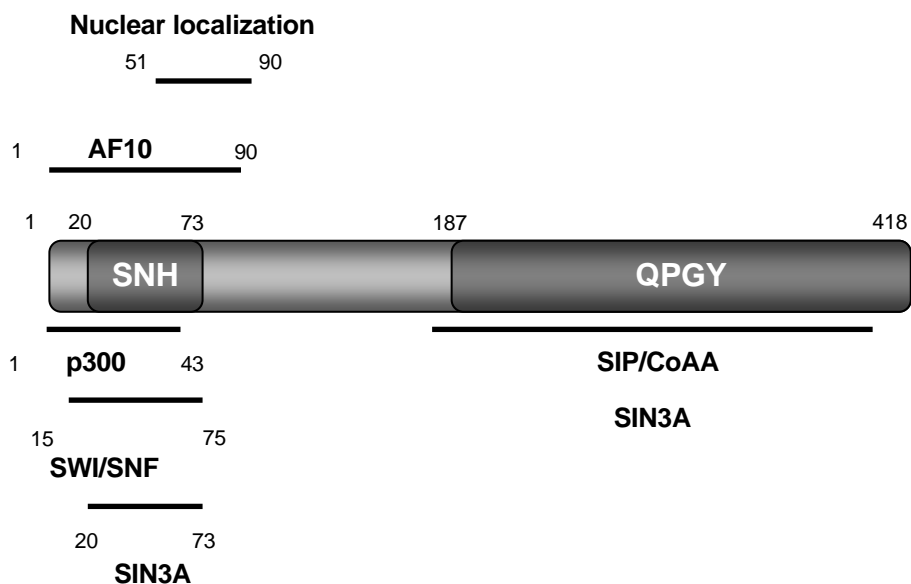 Nuclear localization
51 90
1 AF10 90
1 20 73 187 418
SNH QPGY
1 p300 43 SIP/CoAA
SIN3A
15 75
SWI/SNF
20 73
SIN3A